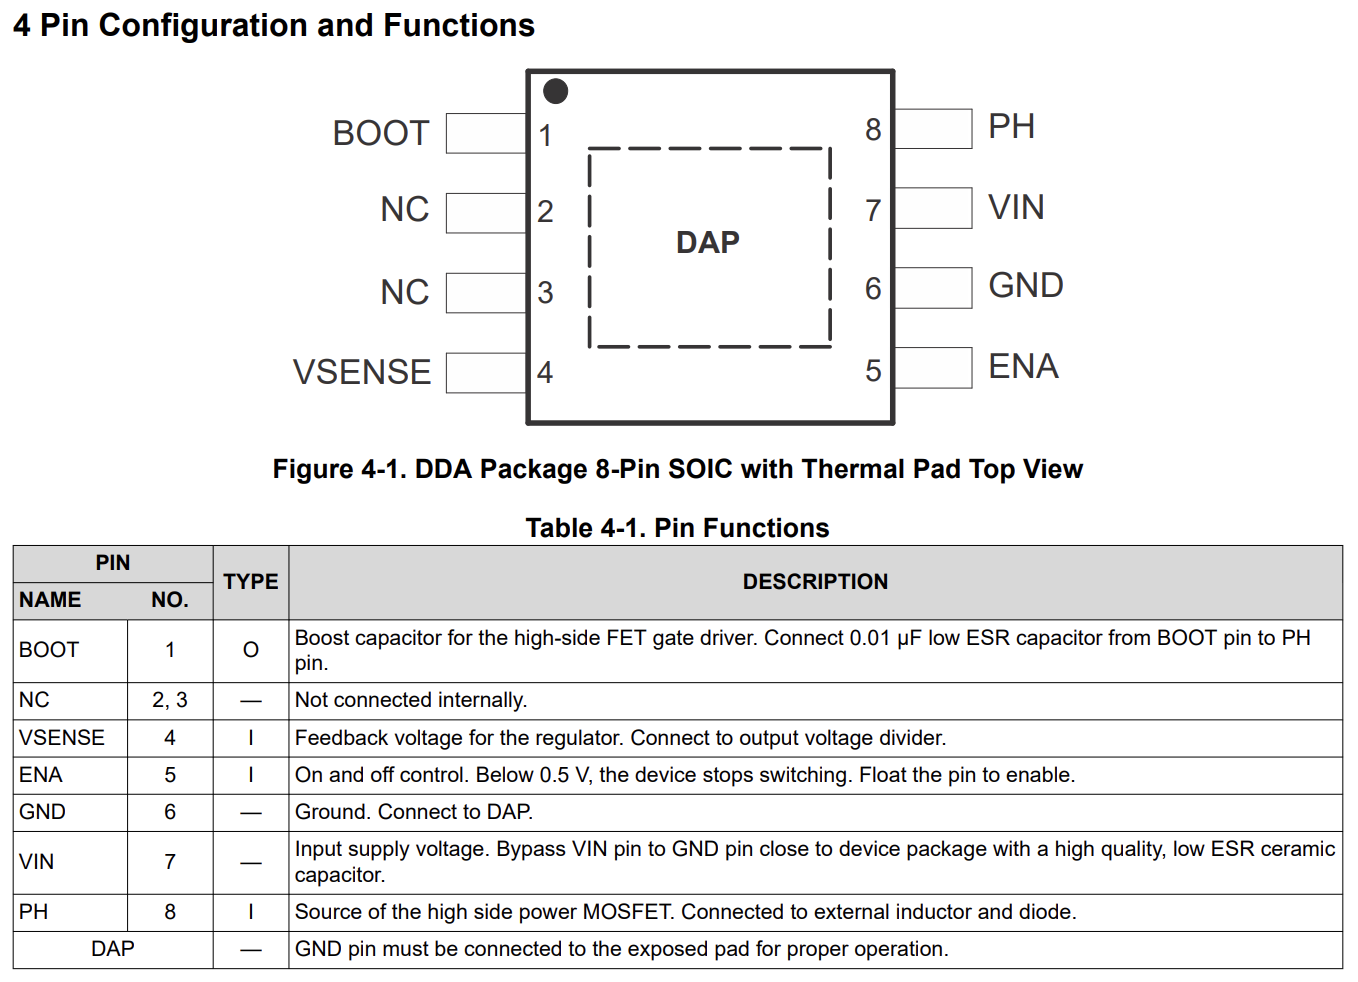 4 Pin Configuration and Functions
BOOT 1 8 PH
NC 2 7 VIN
DAP
NC 3 6 GND
VSENSE 4 5 ENA
Figure 4-1. DDA Package 8-Pin SOIC with Thermal Pad Top View
Table 4-1. Pin Functions
PIN TYPE DESCRIPTION
NAME NO.
BOOT 1 O Boost capacitor for the high-side FET gate driver. Connect 0.01 µF low ESR capacitor from BOOT pin to PH
pin.
NC 2, 3 — Not connected internally.
VSENSE 4 I Feedback voltage for the regulator. Connect to output voltage divider.
ENA 5 I On and off control. Below 0.5 V, the device stops switching. Float the pin to enable.
GND 6 — Ground. Connect to DAP.
VIN 7 — Input supply voltage. Bypass VIN pin to GND pin close to device package with a high quality, low ESR ceramic
capacitor.
PH 8 I Source of the high side power MOSFET. Connected to external inductor and diode.
DAP — GND pin must be connected to the exposed pad for proper operation.